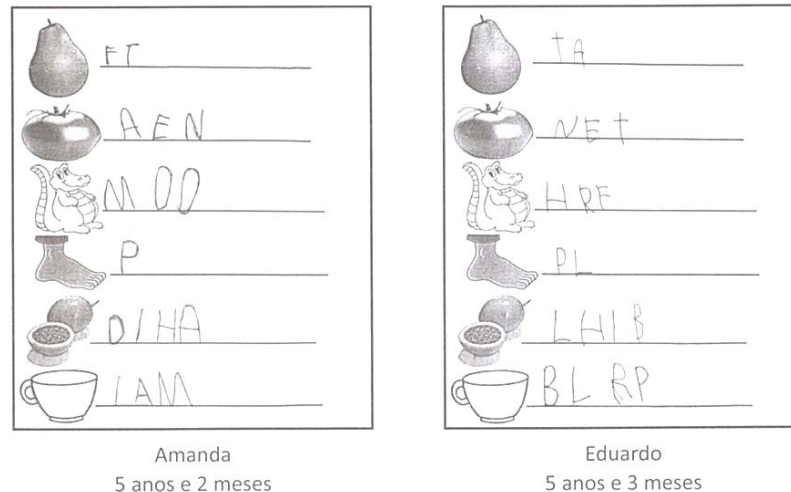 FT
AEN
MOO
P
DIHA
IAM
Amanda
5 anos e 2 meses
TA
NET
HRF
PL
LHIB
BLRP
Eduardo
5 anos e 3 meses